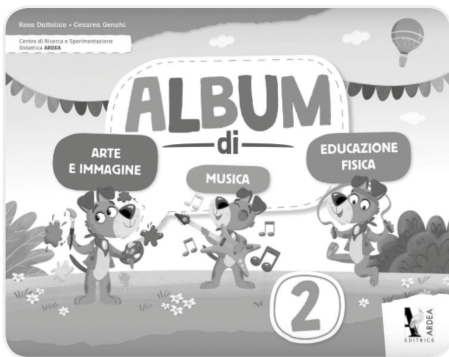 Rosa Dattolico • Cesarea Genchi
Centro di Ricerca e Sperimentazione
Didattica ARDEA
ALBUM
di
ARTE
E IMMAGINE
MUSICA
EDUCAZIONE
FISICA
2
EDITRICE
ARDEA